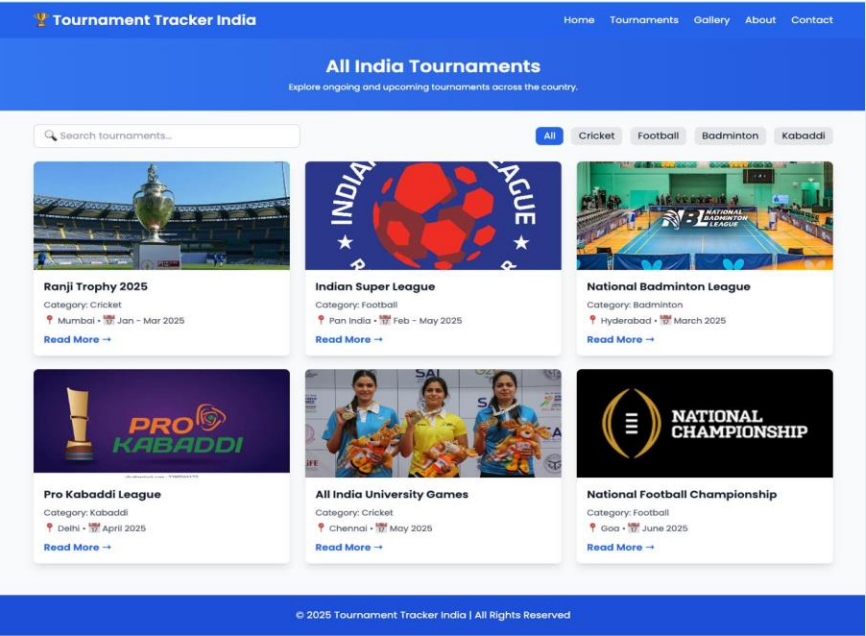 🏆 Tournament Tracker India
Home Tournaments Gallery About Contact
All India Tournaments
Explore ongoing and upcoming tournaments across the country.
🔍 Search tournaments...
All Cricket Football Badminton Kabaddi
INDIAN
LEAGUE
NBL NATIONAL
BADMINTON
LEAGUE
Ranji Trophy 2025
Category: Cricket
📍 Mumbai • 📅 Jan - Mar 2025
Read More →
Indian Super League
Category: Football
📍 Pan India • 📅 Feb - May 2025
Read More →
National Badminton League
Category: Badminton
📍 Hyderabad • 📅 March 2025
Read More →
PRO
KABADDI
SAI
NATIONAL
CHAMPIONSHIP
Pro Kabaddi League
Category: Kabaddi
📍 Delhi • 📅 April 2025
Read More →
All India University Games
Category: Cricket
📍 Chennai • 📅 May 2025
Read More →
National Football Championship
Category: Football
📍 Goa • 📅 June 2025
Read More →
© 2025 Tournament Tracker India | All Rights Reserved